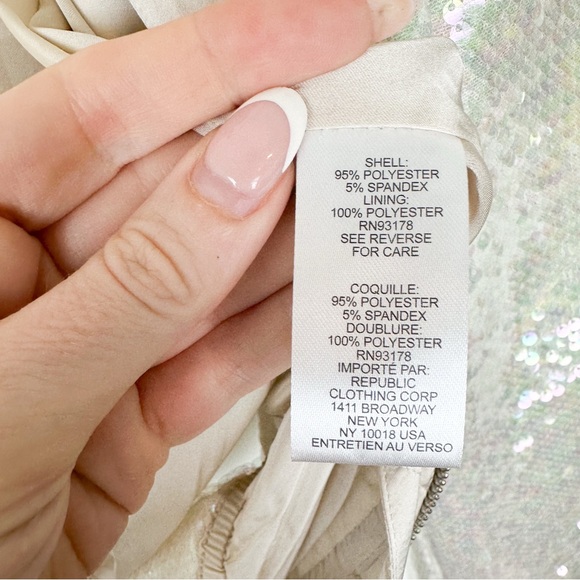 SHELL:
95% POLYESTER
5% SPANDEX
LINING:
100% POLYESTER
RN93178
SEE REVERSE
FOR CARE
COQUILLE:
95% POLYESTER
5% SPANDEX
DOUBLURE:
100% POLYESTER
RN93178
IMPORTÉ PAR:
REPUBLIC
CLOTHING CORP
1411 BROADWAY
NEW YORK
NY 10018 USA
ENTRETIEN AU VERSO